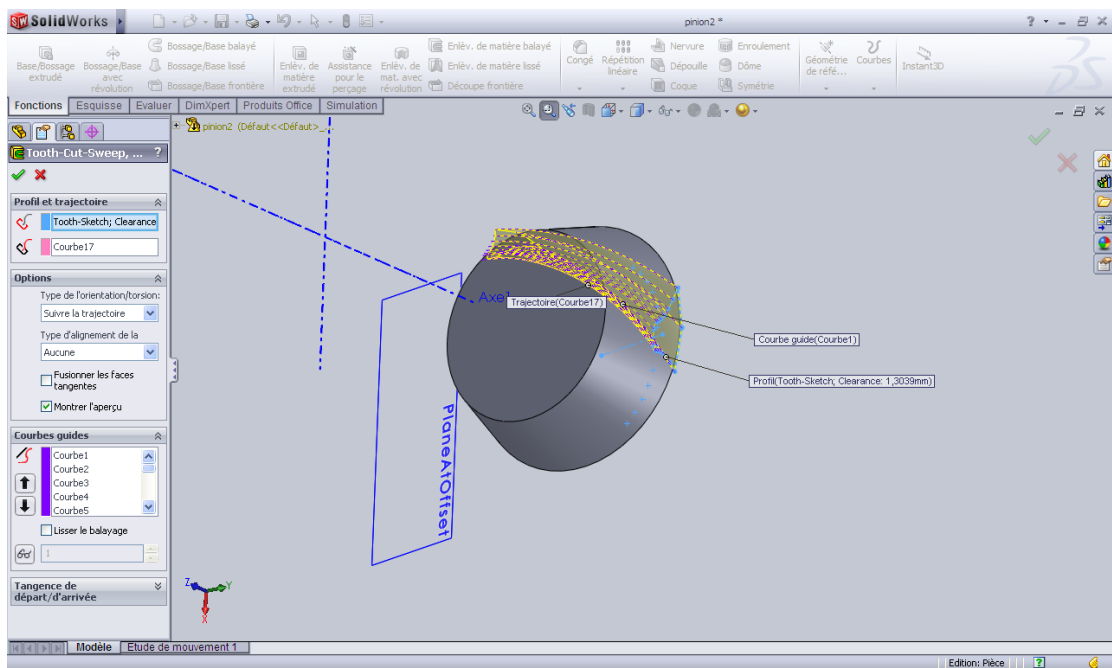 SolidWorks
pinion2 *
Base/Bossage extrudé
Bossage/Base avec révolution
Bossage/Base balayé
Bossage/Base lissé
Bossage/Base frontière
Enlèv. de matière extrudé
Assistance pour le perçage
Enlèv. de mat. avec révolution
Enlèv. de matière balayé
Enlèv. de matière lissé
Découpe frontière
Congé
Répétition linéaire
Nervure
Dépouille
Coque
Enroulement
Dôme
Symétrie
Géométrie de réfé...
Courbes
Instant3D
Fonctions
Esquisse
Evaluer
DimXpert
Produits Office
Simulation
pinion2 (Défaut<<Défaut>_...
Tooth-Cut-Sweep, ... ?
Profil et trajectoire
Tooth-Sketch; Clearance
Courbe17
Options
Type de l'orientation/torsion:
Suivre la trajectoire
Type d'alignement de la
Aucune
Fusionner les faces
tangentes
Montrer l'aperçu
Courbes guides
Courbe1
Courbe2
Courbe3
Courbe4
Courbe5
Lisser le balayage
1
Tangence de
départ/d'arrivée
Axe1
Trajectoire(Courbe17)
Courbe guide(Courbe1)
Profil(Tooth-Sketch; Clearance: 1,3039mm)
PlaneAtOffset
Z
Y
X
Modèle
Etude de mouvement 1
Edition: Pièce